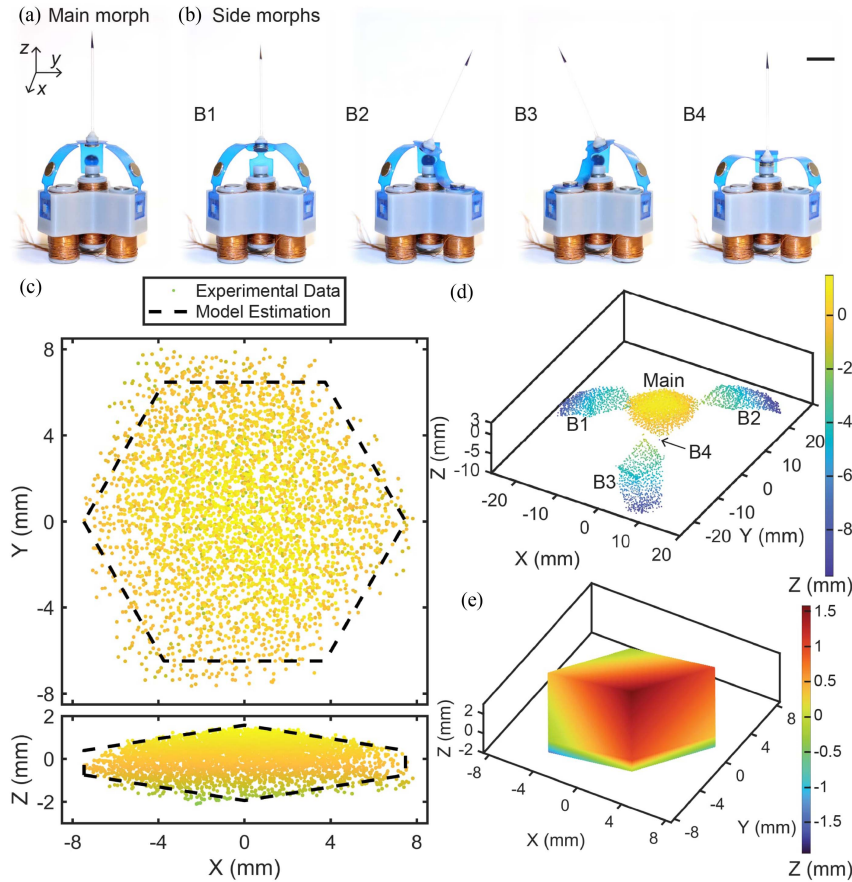 (a) Main morph
(b) Side morphs
z
y
x
B1
B2
B3
B4
(c)
Experimental Data
Model Estimation
8
4
0
-4
-8
Y (mm)
2
0
-2
Z (mm)
-8 -4 0 4 8
X (mm)
(d)
Main
B1
B2
B4
B3
3
0
-5
-10
Z (mm)
-20 -10 0 10 20
X (mm)
-20 -10 0 10 20
Y (mm)
0
-2
-4
-6
-8
Z (mm)
(e)
2
0
-2
Z (mm)
-8 -4 0 4 8
X (mm)
-8 -4 0 4 8
Y (mm)
1.5
1
0.5
0
-0.5
-1
-1.5
Z (mm)